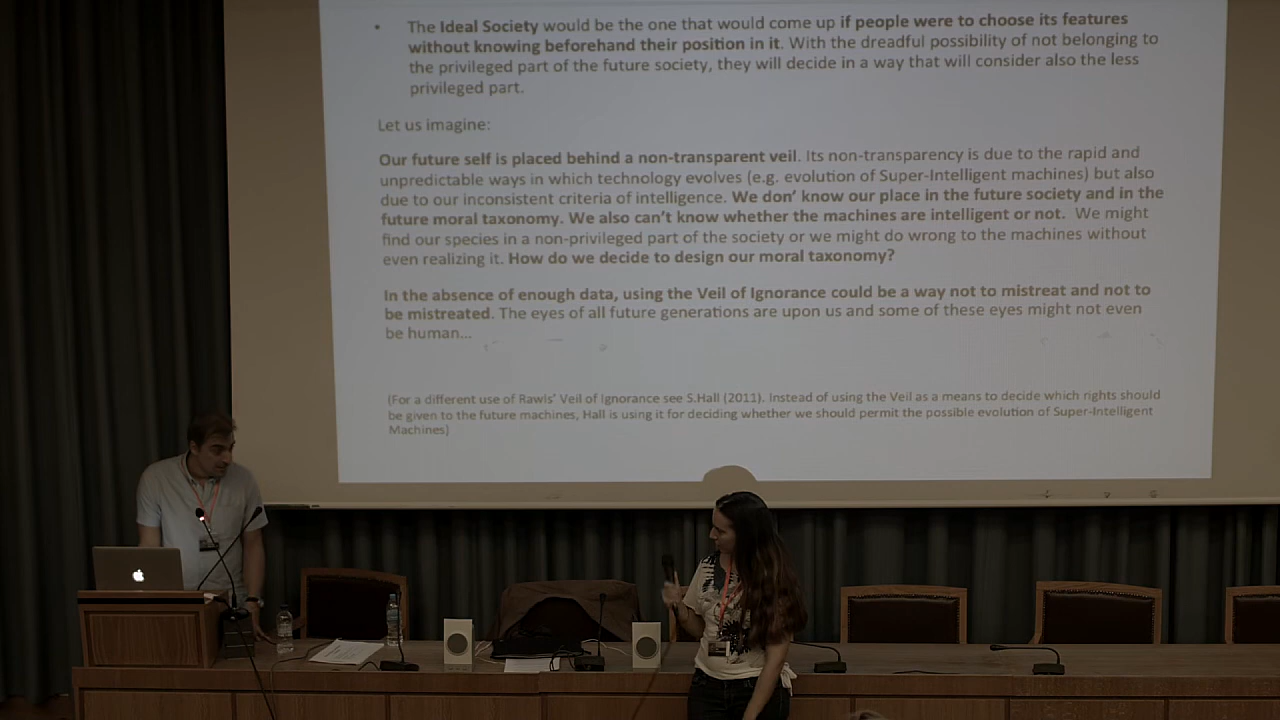 • The Ideal Society would be the one that would come up if people were to choose its features
without knowing beforehand their position in it. With the dreadful possibility of not belonging to
the privileged part of the future society, they will decide in a way that will consider also the less
privileged part.
Let us imagine:
Our future self is placed behind a non-transparent veil. Its non-transparency is due to the rapid and
unpredictable ways in which technology evolves (e.g. evolution of Super-Intelligent machines) but also
due to our inconsistent criteria of intelligence. We don' know our place in the future society and in the
future moral taxonomy. We also can't know whether the machines are intelligent or not. We might
find our species in a non-privileged part of the society or we might do wrong to the machines without
even realizing it. How do we decide to design our moral taxonomy?
In the absence of enough data, using the Veil of Ignorance could be a way not to mistreat and not to
be mistreated. The eyes of all future generations are upon us and some of these eyes might not even
be human...
(For a different use of Rawls' Veil of Ignorance see S.Hall (2011). Instead of using the Veil as a means to decide which rights should
be given to the future machines, Hall is using it for deciding whether we should permit the possible evolution of Super-Intelligent
Machines)